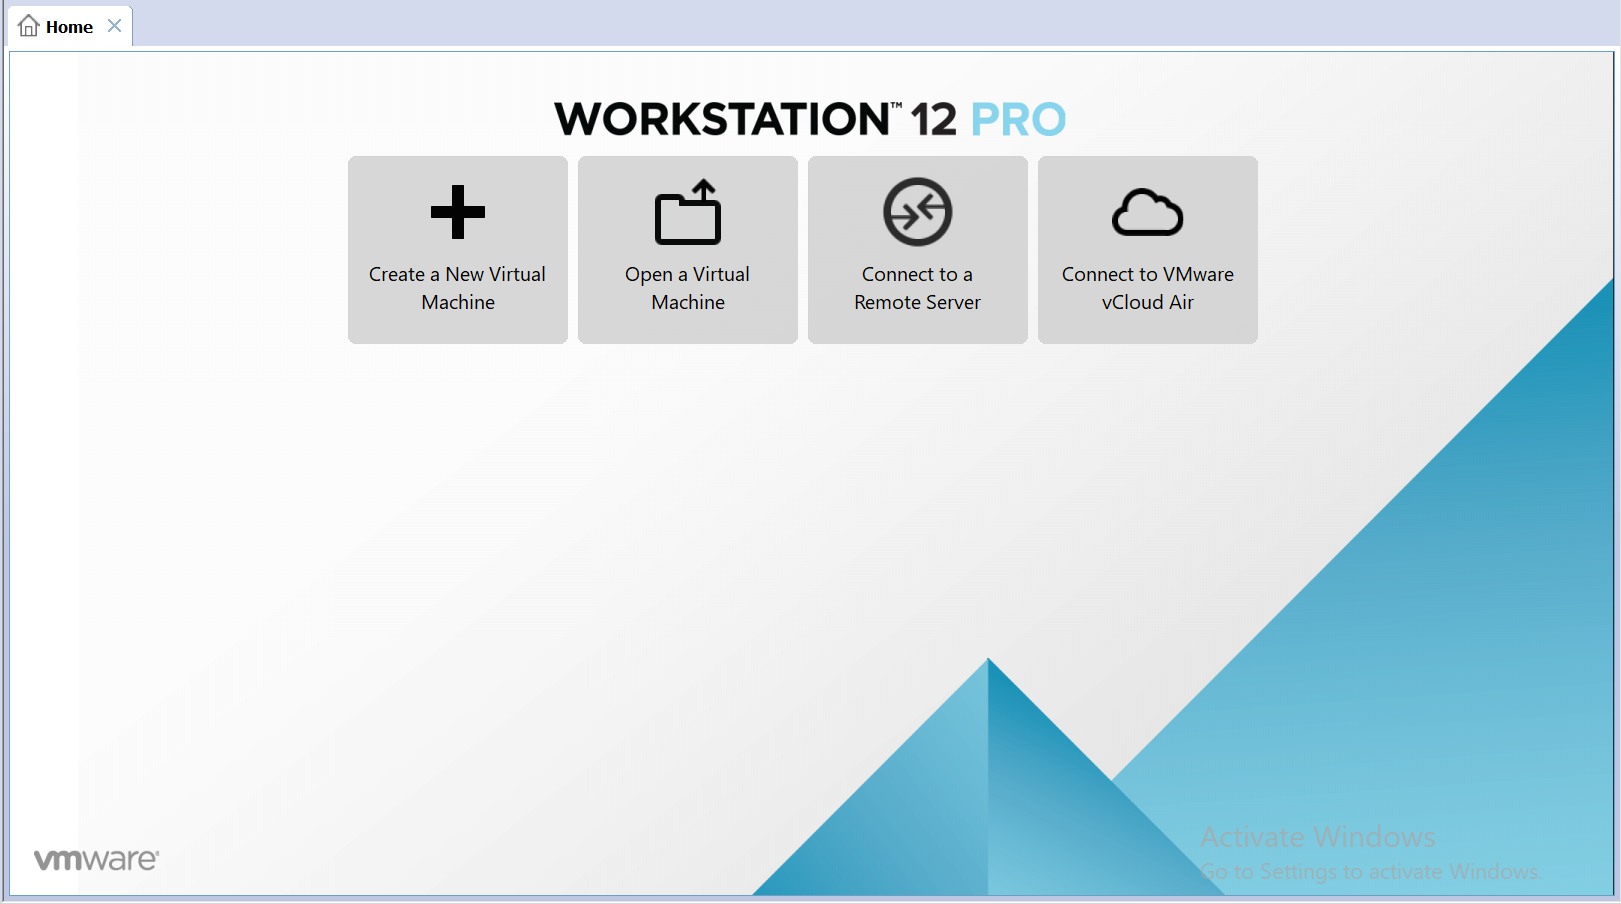 Home
WORKSTATION™ 12 PRO
Create a New Virtual
Machine
Open a Virtual
Machine
Connect to a
Remote Server
Connect to VMware
vCloud Air
vmware®
Activate Windows
Go to Settings to activate Windows.